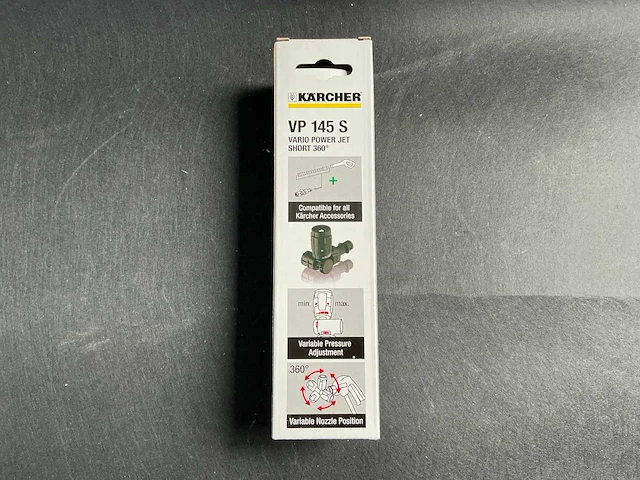 KÄRCHER
VP 145 S
VARIO POWER JET
SHORT 360°
+
Compatible for all
Kärcher Accessories
min. max.
Variable Pressure
Adjustment
360°
Variable Nozzle Position